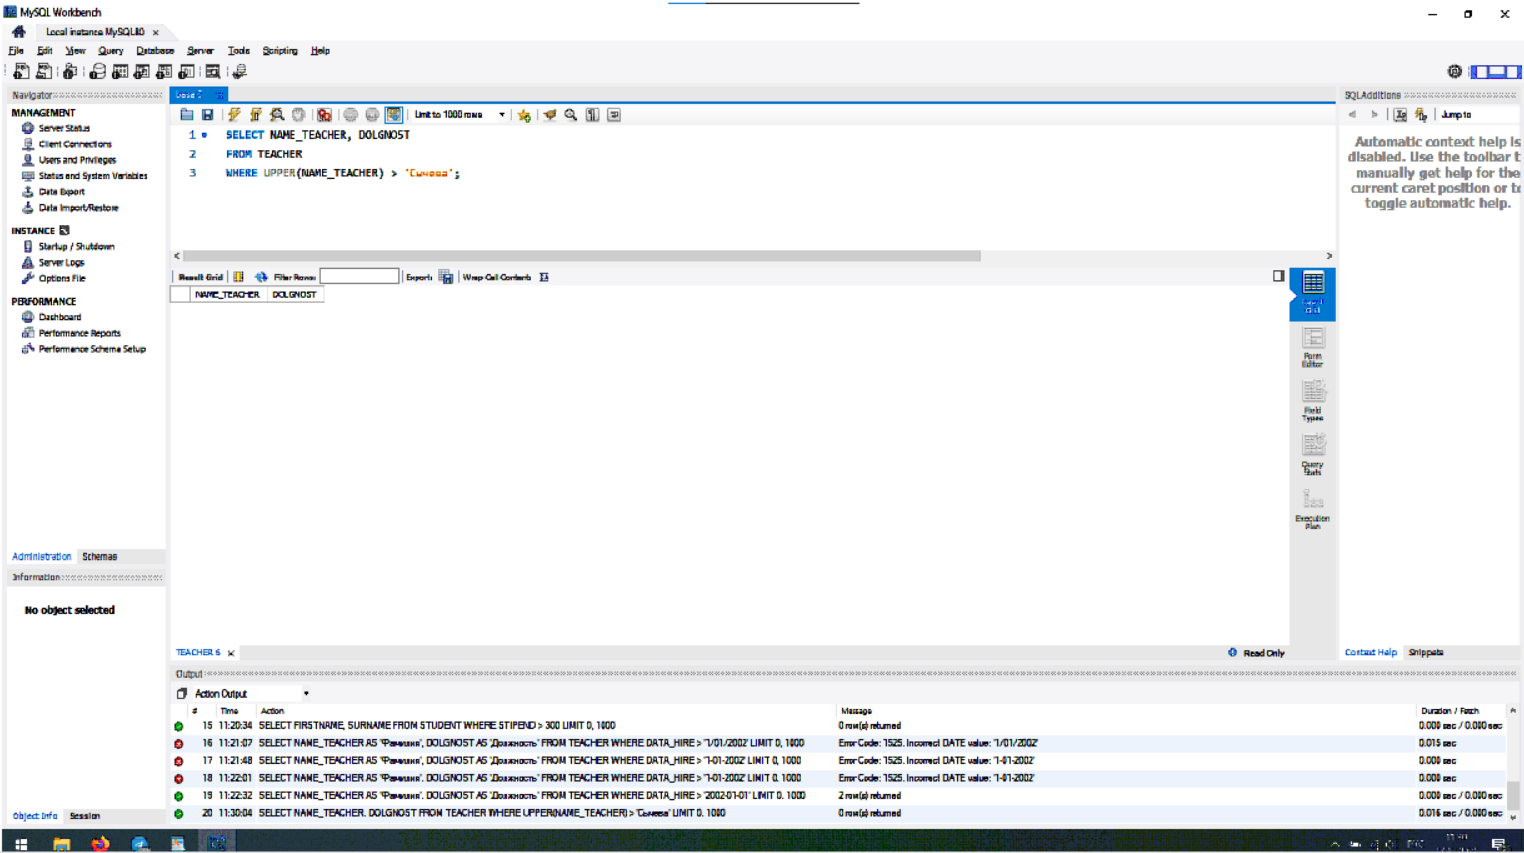 MySQL Workbench
Local instance MySQL80 ×
File Edit View Query Database Server Tools Scripting Help
Navigator
MANAGEMENT
Server Status
Client Connections
Users and Privileges
Status and System Variables
Data Export
Data Import/Restore
INSTANCE
Startup / Shutdown
Server Logs
Options File
PERFORMANCE
Dashboard
Performance Reports
Performance Schema Setup
Administration Schemas
Information
No object selected
Object Info Session
Limit to 1000 rows
1 SELECT NAME_TEACHER, DOLGNOST
2 FROM TEACHER
3 WHERE UPPER(NAME_TEACHER) > 'Сычева';
Result Grid Filter Rows: Export: Wrap Cell Content:
NAME_TEACHER DOLGNOST
Form Editor
Field Types
Query Stats
Execution Plan
TEACHER 6 × Read Only
SQLAdditions
Jump to
Automatic context help is
disabled. Use the toolbar t
manually get help for the
current caret position or to
toggle automatic help.
Context Help Snippets
Output
Action Output
# Time Action Message Duration / Fetch
15 11:20:34 SELECT FIRSTNAME, SURNAME FROM STUDENT WHERE STIPEND > 300 LIMIT 0, 1000 0 row(s) returned 0.000 sec / 0.000 sec
16 11:21:07 SELECT NAME_TEACHER AS 'Фамилия', DOLGNOST AS 'Должность' FROM TEACHER WHERE DATA_HIRE > '1/01/2002' LIMIT 0, 1000 Error Code: 1525. Incorrect DATE value: '1/01/2002' 0.015 sec
17 11:21:48 SELECT NAME_TEACHER AS 'Фамилия', DOLGNOST AS 'Должность' FROM TEACHER WHERE DATA_HIRE > '1-01-2002' LIMIT 0, 1000 Error Code: 1525. Incorrect DATE value: '1-01-2002' 0.000 sec
18 11:22:01 SELECT NAME_TEACHER AS 'Фамилия', DOLGNOST AS 'Должность' FROM TEACHER WHERE DATA_HIRE > '1-01-2002' LIMIT 0, 1000 Error Code: 1525. Incorrect DATE value: '1-01-2002' 0.000 sec
19 11:22:32 SELECT NAME_TEACHER AS 'Фамилия', DOLGNOST AS 'Должность' FROM TEACHER WHERE DATA_HIRE > '2002-01-01' LIMIT 0, 1000 2 row(s) returned 0.000 sec / 0.000 sec
20 11:30:04 SELECT NAME_TEACHER, DOLGNOST FROM TEACHER WHERE UPPER(NAME_TEACHER) > 'Сычева' LIMIT 0, 1000 0 row(s) returned 0.016 sec / 0.000 sec